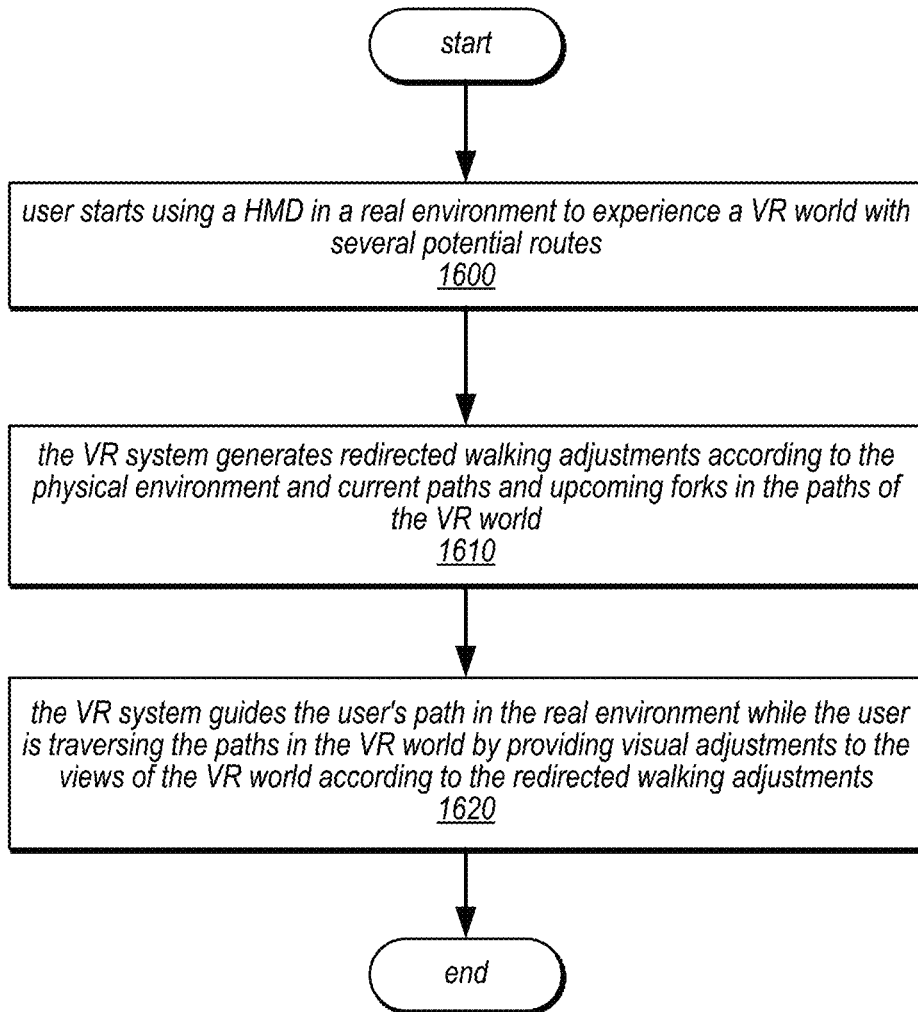 start
user starts using a HMD in a real environment to experience a VR world with
several potential routes
1600
the VR system generates redirected walking adjustments according to the
physical environment and current paths and upcoming forks in the paths of
the VR world
1610
the VR system guides the user's path in the real environment while the user
is traversing the paths in the VR world by providing visual adjustments to the
views of the VR world according to the redirected walking adjustments
1620
end